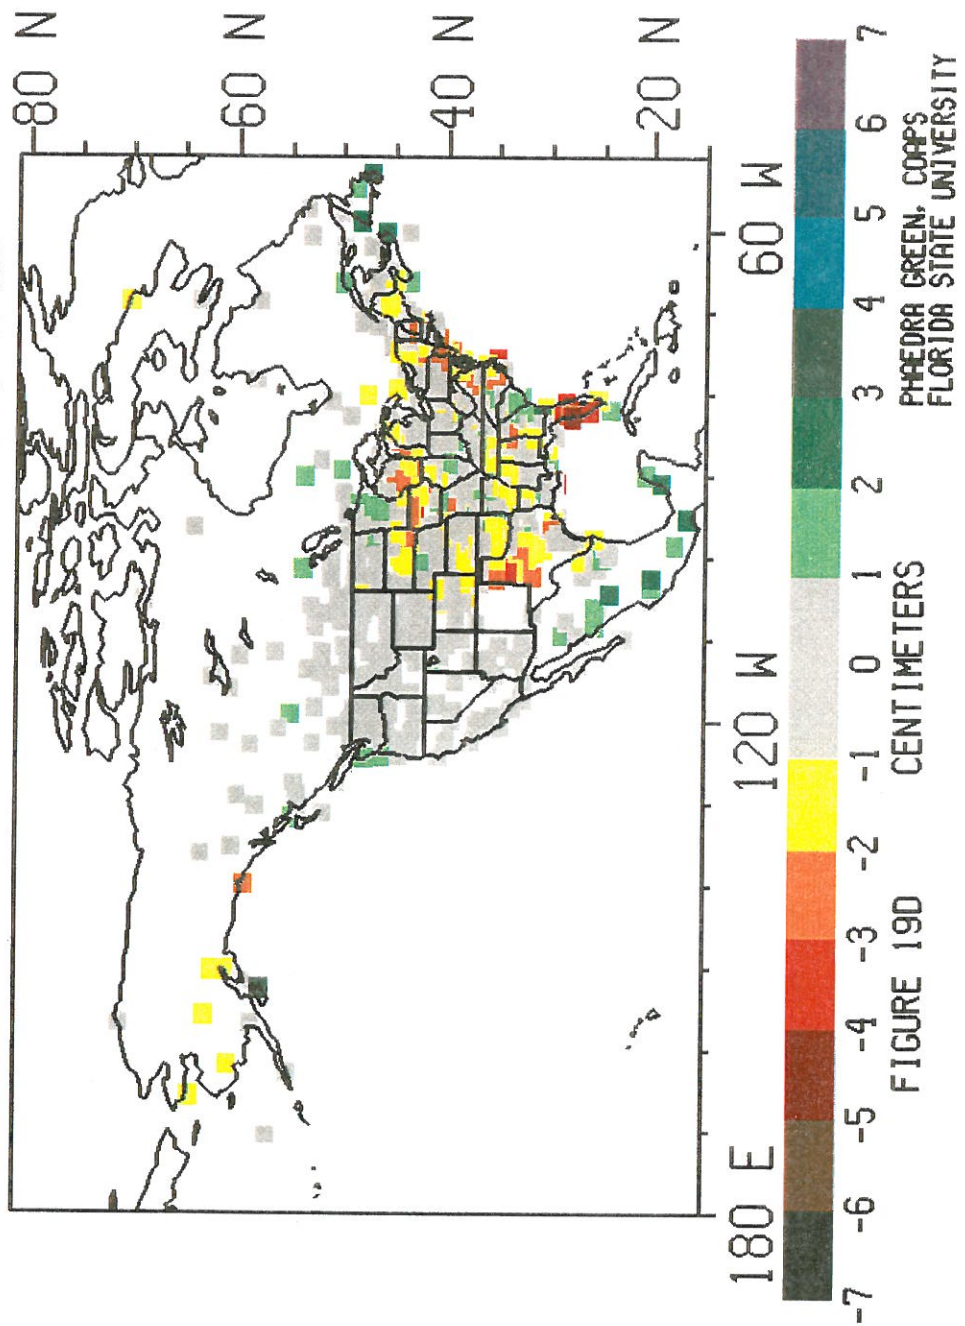 80 N
60 N
40 N
20 N
180 E
120 W
60 W
-7 -6 -5 -4 -3 -2 -1 0 1 2 3 4 5 6 7
CENTIMETERS
FIGURE 19D
PHAEDRA GREEN, COAPS
FLORIDA STATE UNIVERSITY